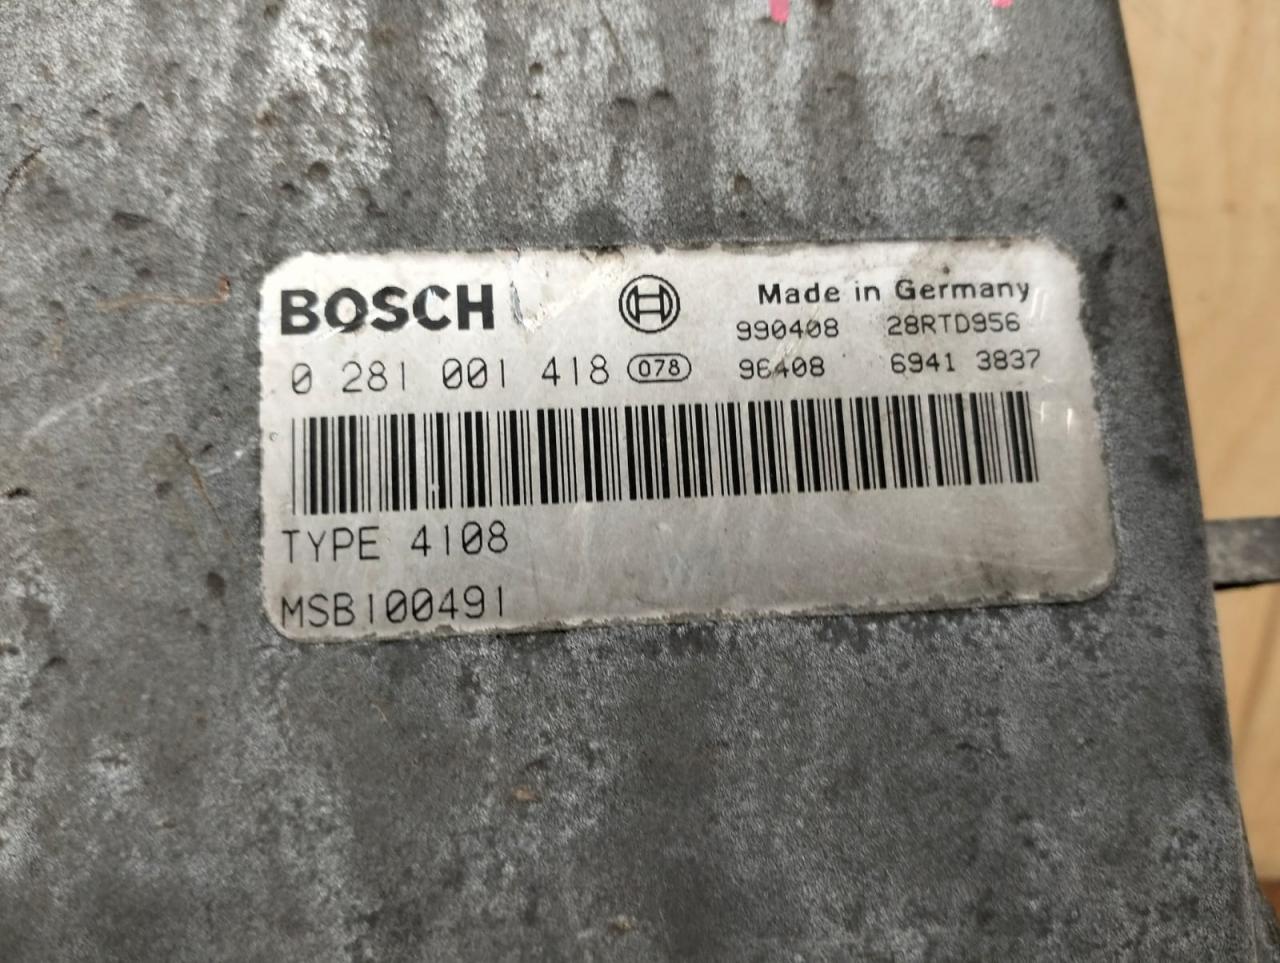 BOSCH
Made in Germany
990408 28RTD956
0 281 001 418 078 96408 6941 3837
TYPE 4108
MSB100491